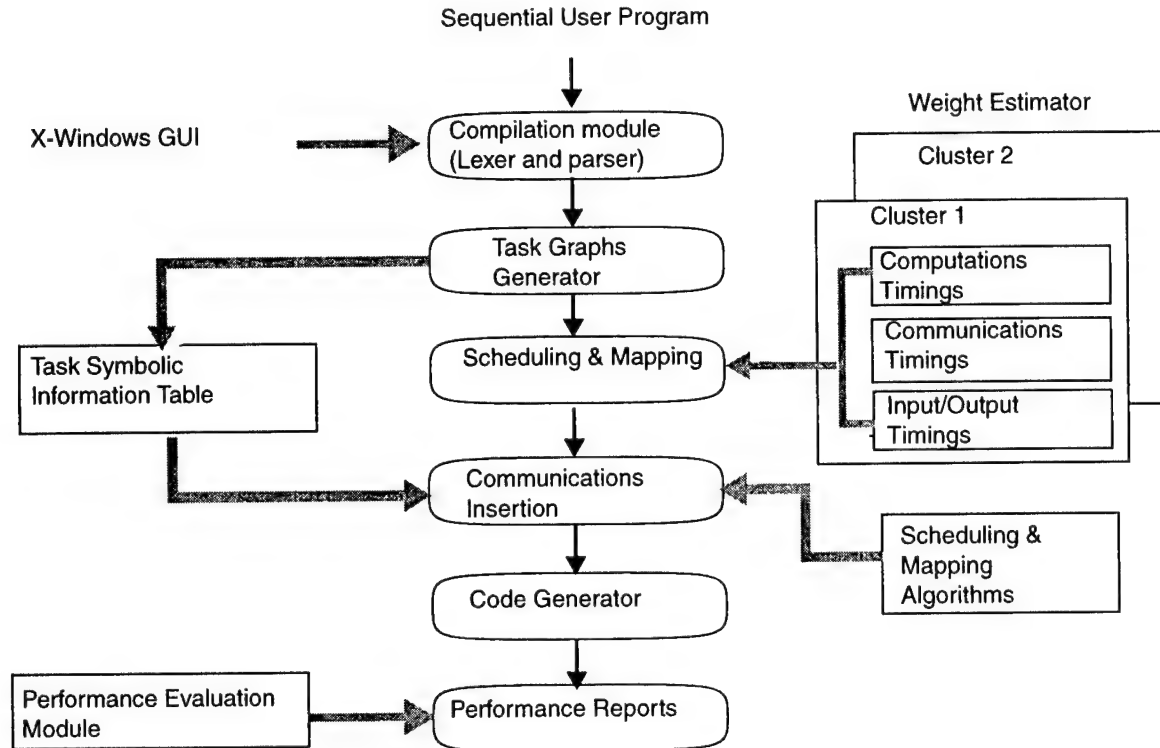 Sequential User Program
Weight Estimator
X-Windows GUI
Compilation module
(Lexer and parser)
Cluster 2
Cluster 1
Task Graphs
Generator
Computations
Timings
Communications
Timings
Input/Output
Timings
Scheduling & Mapping
Task Symbolic
Information Table
Communications
Insertion
Scheduling &
Mapping
Algorithms
Code Generator
Performance Evaluation
Module
Performance Reports